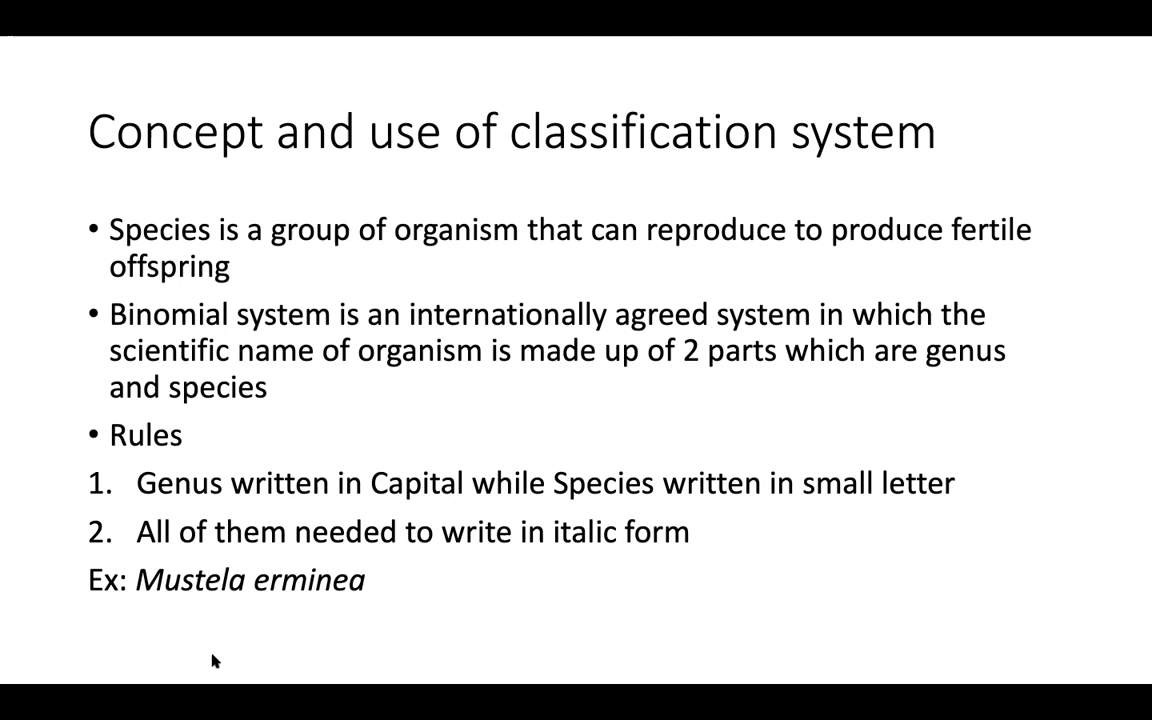 Concept and use of classification system
• Species is a group of organism that can reproduce to produce fertile
offspring
• Binomial system is an internationally agreed system in which the
scientific name of organism is made up of 2 parts which are genus
and species
• Rules
1. Genus written in Capital while Species written in small letter
2. All of them needed to write in italic form
Ex: Mustela erminea